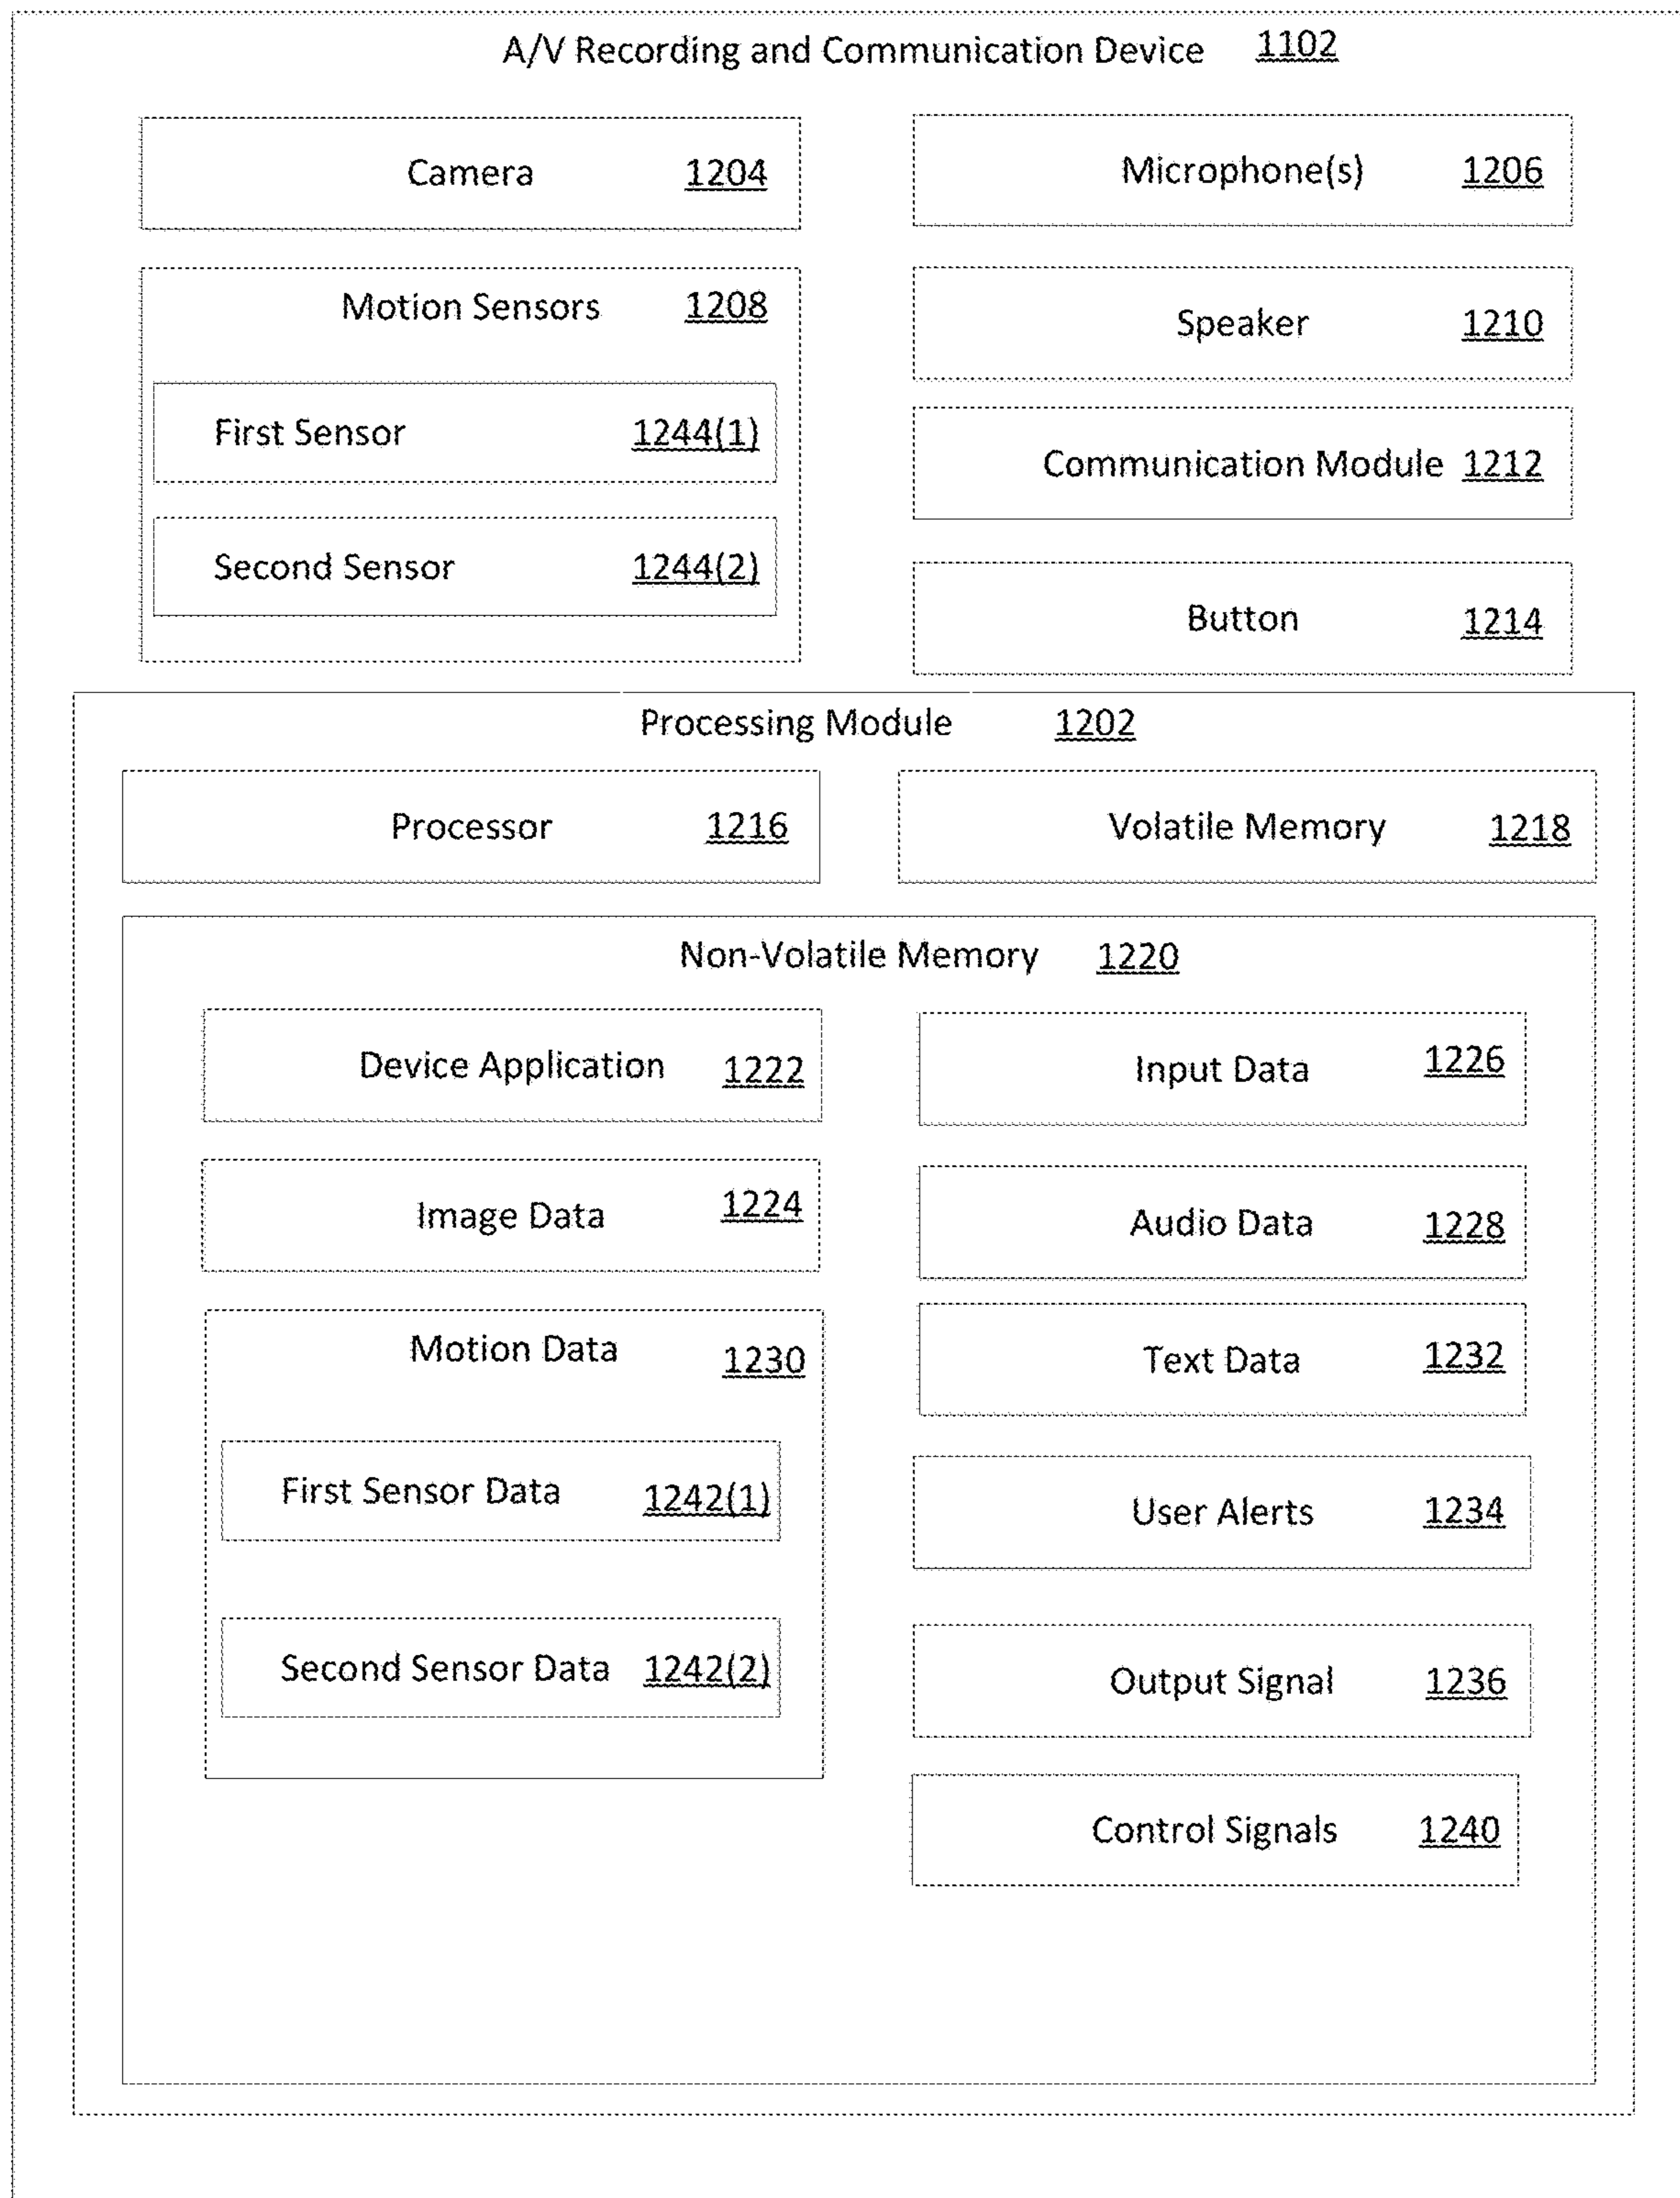 A/V Recording and Communication Device 1102
Camera 1204
Microphone(s) 1206
Motion Sensors 1208
First Sensor 1244(1)
Second Sensor 1244(2)
Speaker 1210
Communication Module 1212
Button 1214
Processing Module 1202
Processor 1216
Volatile Memory 1218
Non-Volatile Memory 1220
Device Application 1222
Input Data 1226
Image Data 1224
Audio Data 1228
Motion Data 1230
First Sensor Data 1242(1)
Second Sensor Data 1242(2)
Text Data 1232
User Alerts 1234
Output Signal 1236
Control Signals 1240